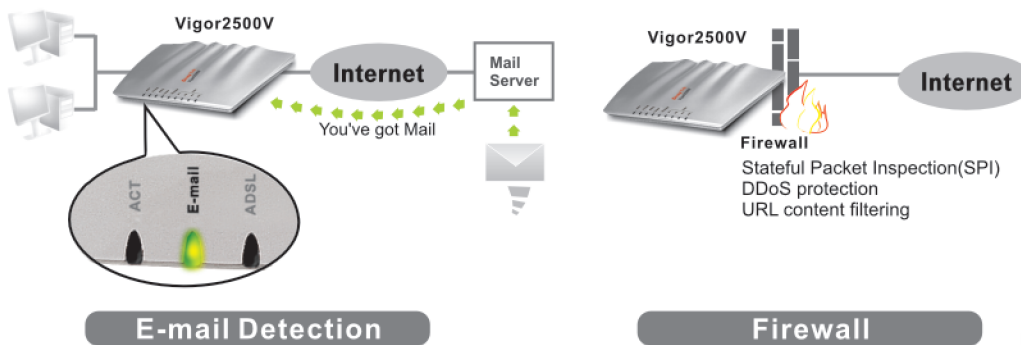 Vigor2500V
Internet
Mail
Server
You've got Mail
ACT
E-mail
ADSL
E-mail Detection
Vigor2500V
Internet
Firewall
Stateful Packet Inspection(SPI)
DDoS protection
URL content filtering
Firewall